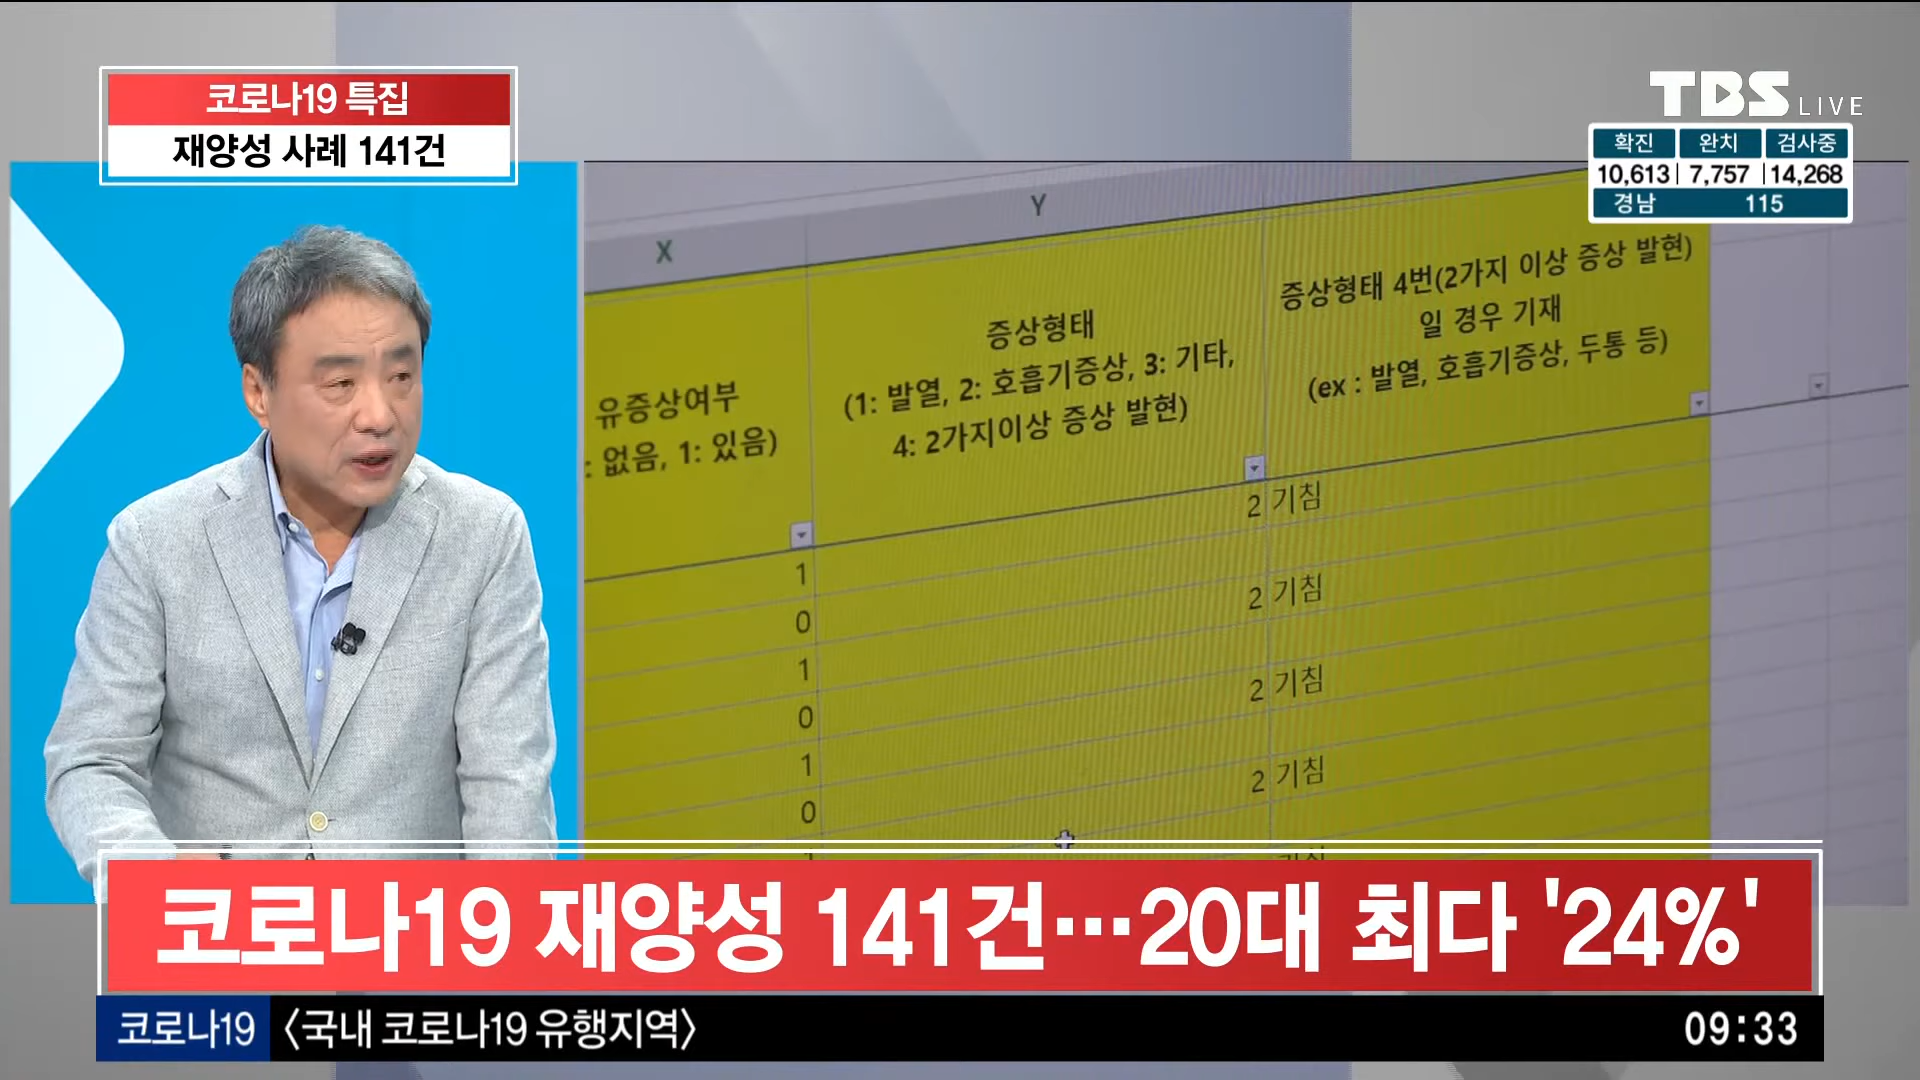 코로나19 특집
재양성 사례 141건
TBS LIVE
확진 완치 검사중
10,613 7,757 14,268
경남 115
X
Y
유증상여부
: 없음, 1: 있음)
증상형태
(1: 발열, 2: 호흡기증상, 3: 기타,
4: 2가지이상 증상 발현)
증상형태 4번(2가지 이상 증상 발현)
일 경우 기재
(ex : 발열, 호흡기증상, 두통 등)
2 기침
1
2 기침
0
1
2 기침
0
1
2 기침
0
기침
코로나19 재양성 141건…20대 최다 '24%'
코로나19 〈국내 코로나19 유행지역〉
09:33